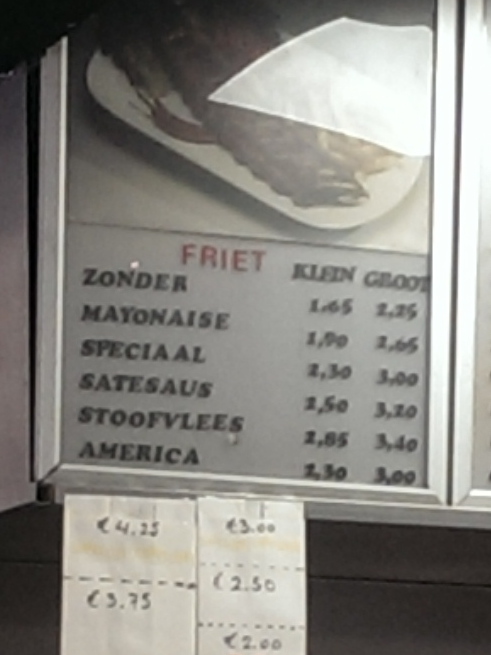 FRIET KLEIN GROOT
ZONDER 1,65 2,25
MAYONAISE 1,90 2,65
SPECIAAL 2,30 3,00
SATESAUS 2,50 3,20
STOOFVLEES 2,85 3,40
AMERICA 2,30 3,00
€ 4.25 €3.00
€ 3.75 € 2.50
€ 2.00